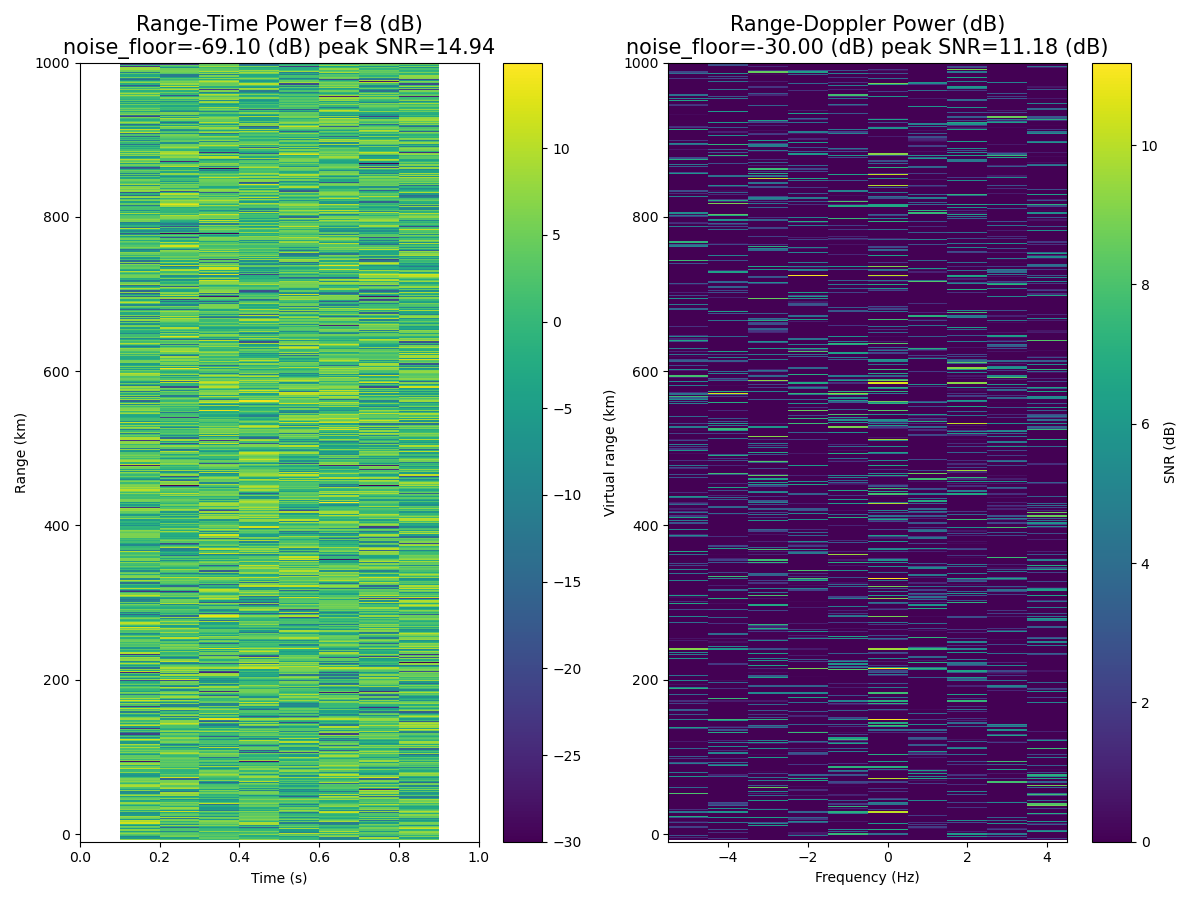 Range-Time Power f=8 (dB)
noise_floor=-69.10 (dB) peak SNR=14.94
1000
800
600
400
200
0
Range (km)
0.0 0.2 0.4 0.6 0.8 1.0
Time (s)
10
5
0
−5
−10
−15
−20
−25
−30
Range-Doppler Power (dB)
noise_floor=-30.00 (dB) peak SNR=11.18 (dB)
1000
800
600
400
200
0
Virtual range (km)
−4 −2 0 2 4
Frequency (Hz)
10
8
6
4
2
0
SNR (dB)